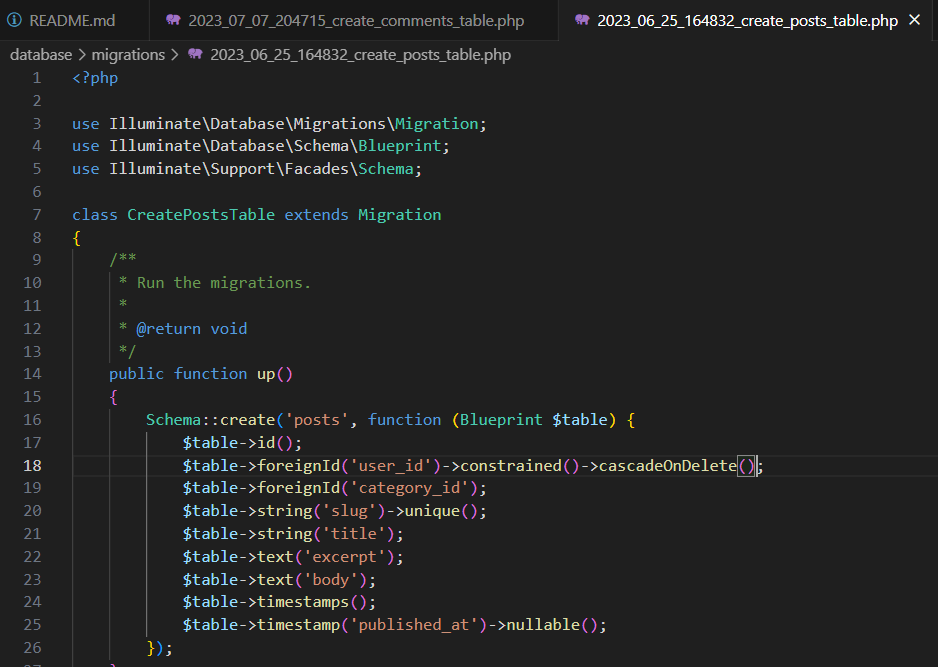 README.md 2023_07_07_204715_create_comments_table.php 2023_06_25_164832_create_posts_table.php
database > migrations > 2023_06_25_164832_create_posts_table.php
1 <?php
2
3 use Illuminate\Database\Migrations\Migration;
4 use Illuminate\Database\Schema\Blueprint;
5 use Illuminate\Support\Facades\Schema;
6
7 class CreatePostsTable extends Migration
8 {
9 /**
10 * Run the migrations.
11 *
12 * @return void
13 */
14 public function up()
15 {
16 Schema::create('posts', function (Blueprint $table) {
17 $table->id();
18 $table->foreignId('user_id')->constrained()->cascadeOnDelete();
19 $table->foreignId('category_id');
20 $table->string('slug')->unique();
21 $table->string('title');
22 $table->text('excerpt');
23 $table->text('body');
24 $table->timestamps();
25 $table->timestamp('published_at')->nullable();
26 });